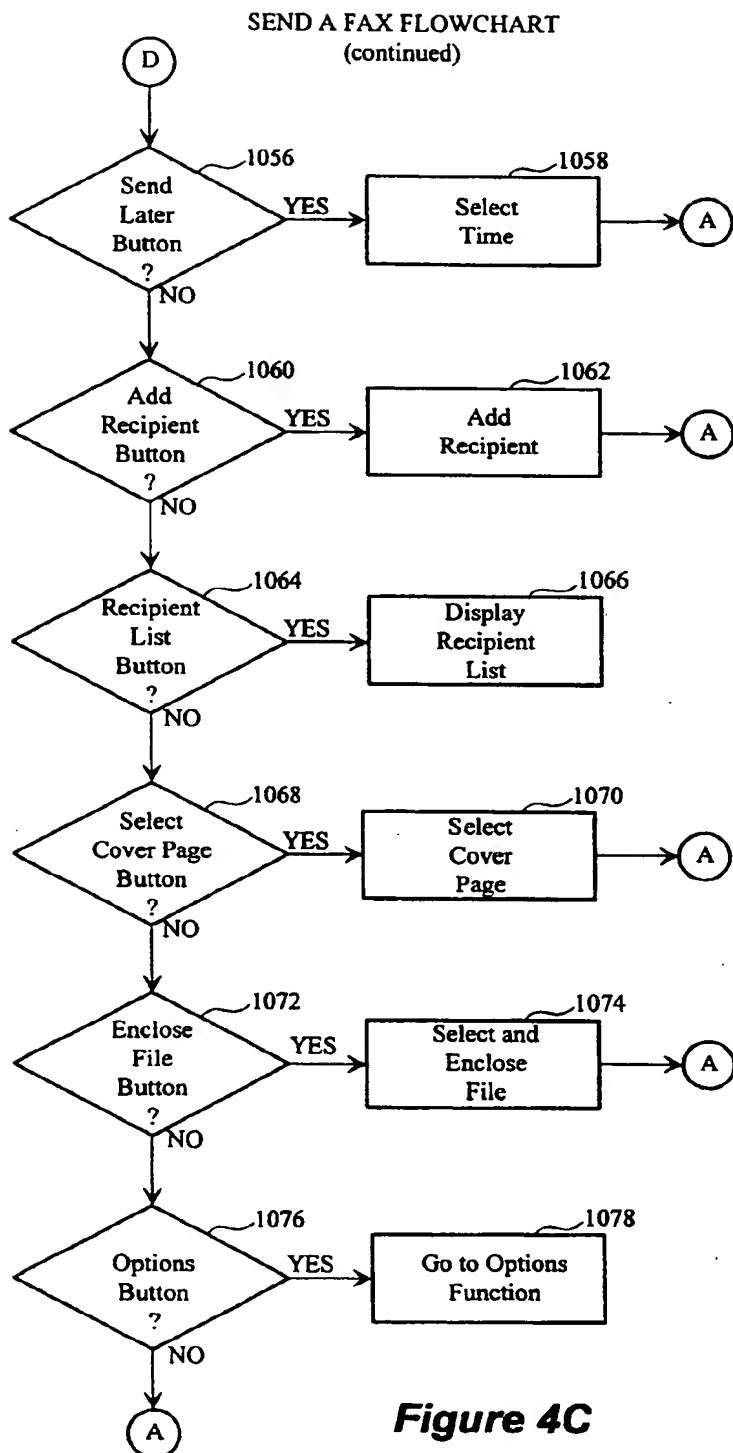 SEND A FAX FLOWCHART
(continued)
D
1056
Send
Later
Button
?
YES
NO
1058
Select
Time
A
1060
Add
Recipient
Button
?
YES
NO
1062
Add
Recipient
A
1064
Recipient
List
Button
?
YES
NO
1066
Display
Recipient
List
1068
Select
Cover Page
Button
?
YES
NO
1070
Select
Cover
Page
A
1072
Enclose
File
Button
?
YES
NO
1074
Select and
Enclose
File
A
1076
Options
Button
?
YES
NO
1078
Go to Options
Function
A
Figure 4C